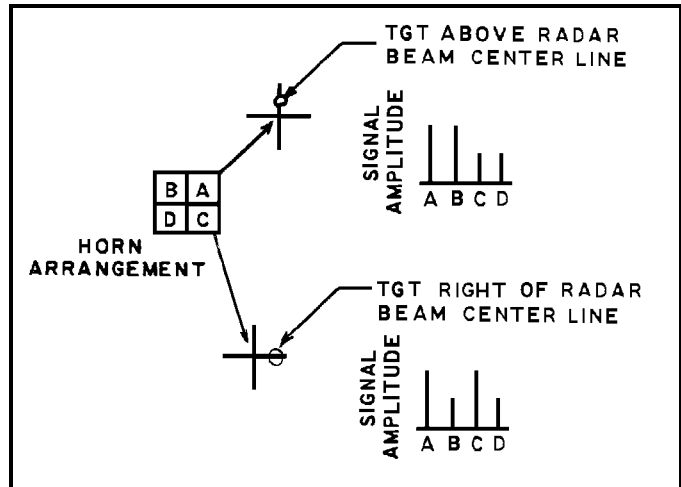 TGT ABOVE RADAR
BEAM CENTER LINE
SIGNAL
AMPLITUDE
A B C D
B A
D C
HORN
ARRANGEMENT
TGT RIGHT OF RADAR
BEAM CENTER LINE
SIGNAL
AMPLITUDE
A B C D